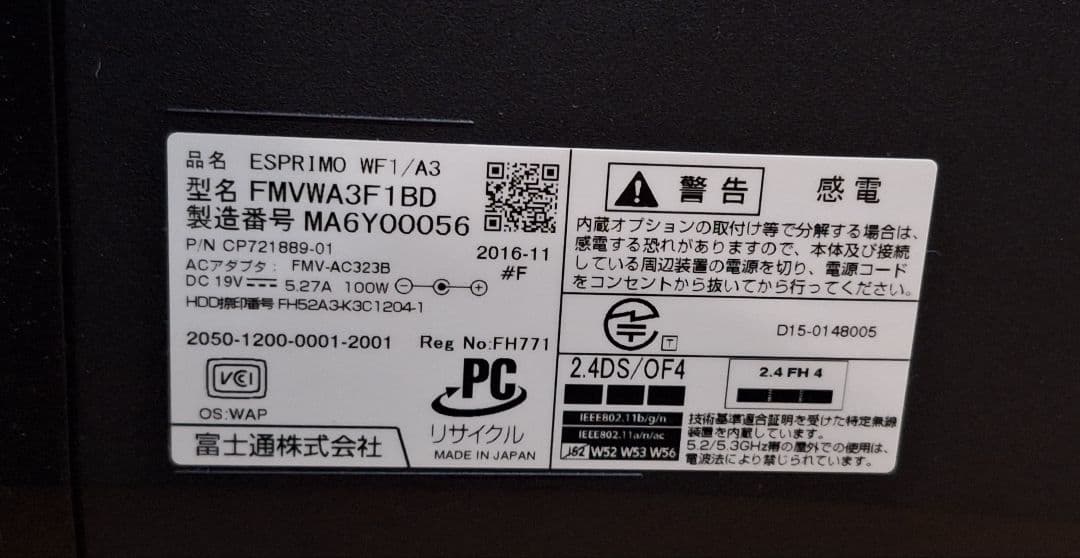 品名 ESPRIMO WF1/A3
型名 FMVWA3F1BD
製造番号 MA6Y00056
P/N CP721889-01
2016-11
ACアダプタ: FMV-AC323B
#F
DC 19V 5.27A 100W
HDD捺印番号 FH52A3-K3C1204-1
2050-1200-0001-2001 Reg No:FH771
VCI
PC
OS:WAP
リサイクル
富士通株式会社
MADE IN JAPAN
警告 感電
内蔵オプションの取付け等で分解する場合は、
感電する恐れがありますので、本体及び接続
している周辺装置の電源を切り、電源コード
をコンセントから抜いてから行ってください。
T
D15-0148005
2.4DS/OF4
2.4 FH 4
IEEE802.11b/g/n
IEEE802.11a/n/ac
J52 W52 W53 W56
技術基準適合証明を受けた特定無線
装置を内蔵しています。
5.2/5.3GHz帯の屋外での使用は、
電波法により禁じられています。